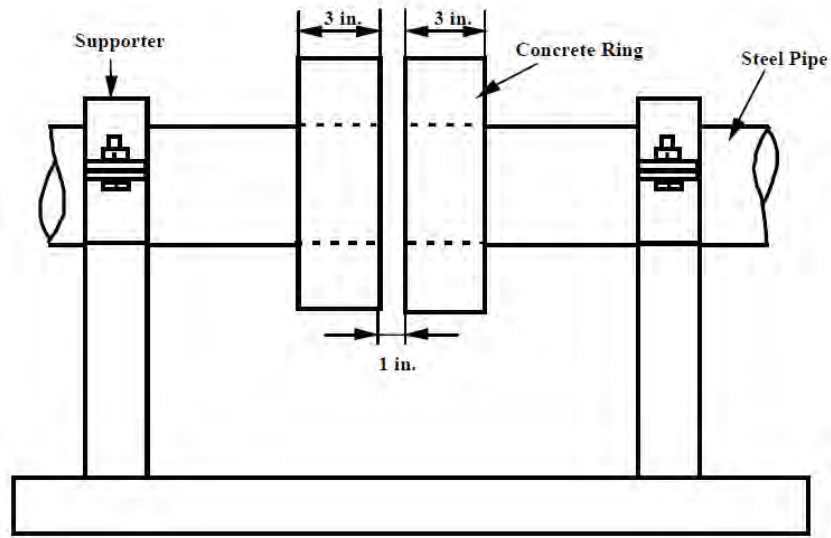 3 in.
3 in.
Supporter
Concrete Ring
Steel Pipe
1 in.